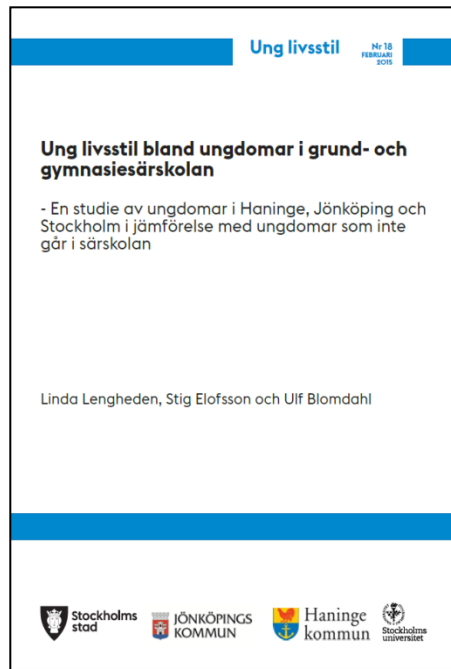 Ung livsstil
Nr 18
FEBRUARI
2015
Ung livsstil bland ungdomar i grund- och
gymnasiesärskolan
- En studie av ungdomar i Haninge, Jönköping och
Stockholm i jämförelse med ungdomar som inte
går i särskolan
Linda Lengheden, Stig Elofsson och Ulf Blomdahl
Stockholms
stad
JÖNKÖPINGS
KOMMUN
Haninge
kommun
Stockholms
universitet